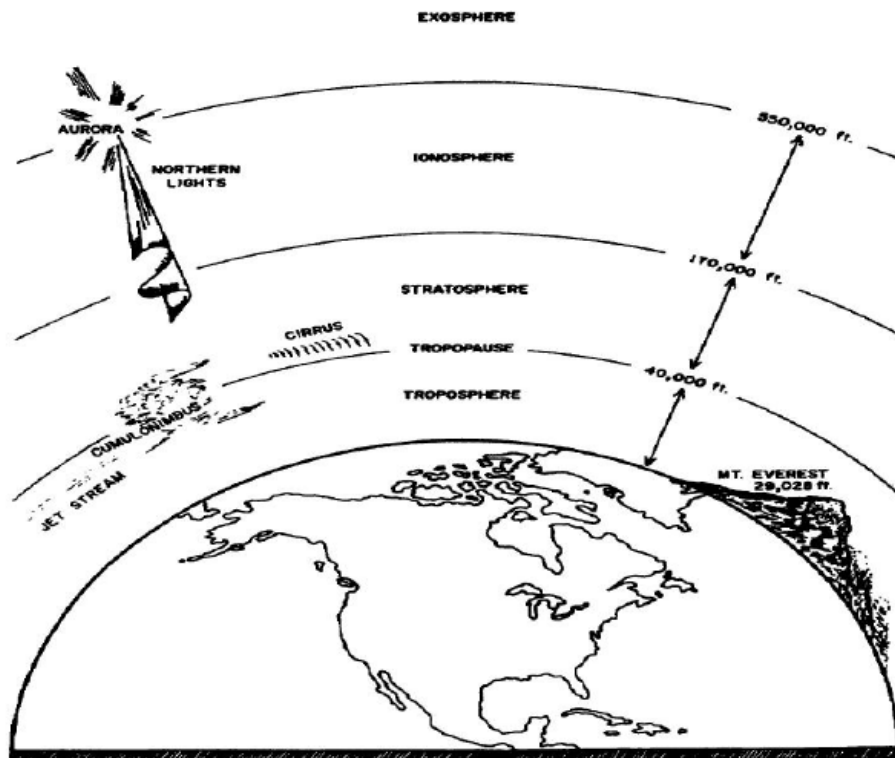 EXOSPHERE
AURORA
550,000 ft.
IONOSPHERE
NORTHERN
LIGHTS
170,000 ft.
STRATOSPHERE
CIRRUS
TROPOPAUSE
40,000 ft.
TROPOSPHERE
CUMULONIMBUS
JET STREAM
MT. EVEREST
29,028 ft.